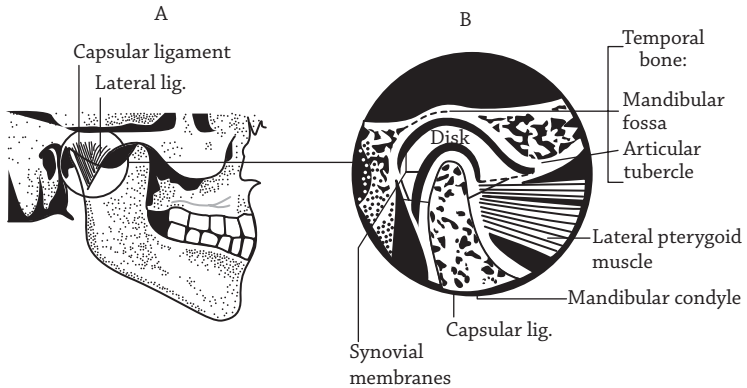 A
Capsular ligament
Lateral lig.
B
Temporal
bone:
Mandibular
fossa
Articular
tubercle
Disk
Lateral pterygoid
muscle
Mandibular condyle
Capsular lig.
Synovial
membranes